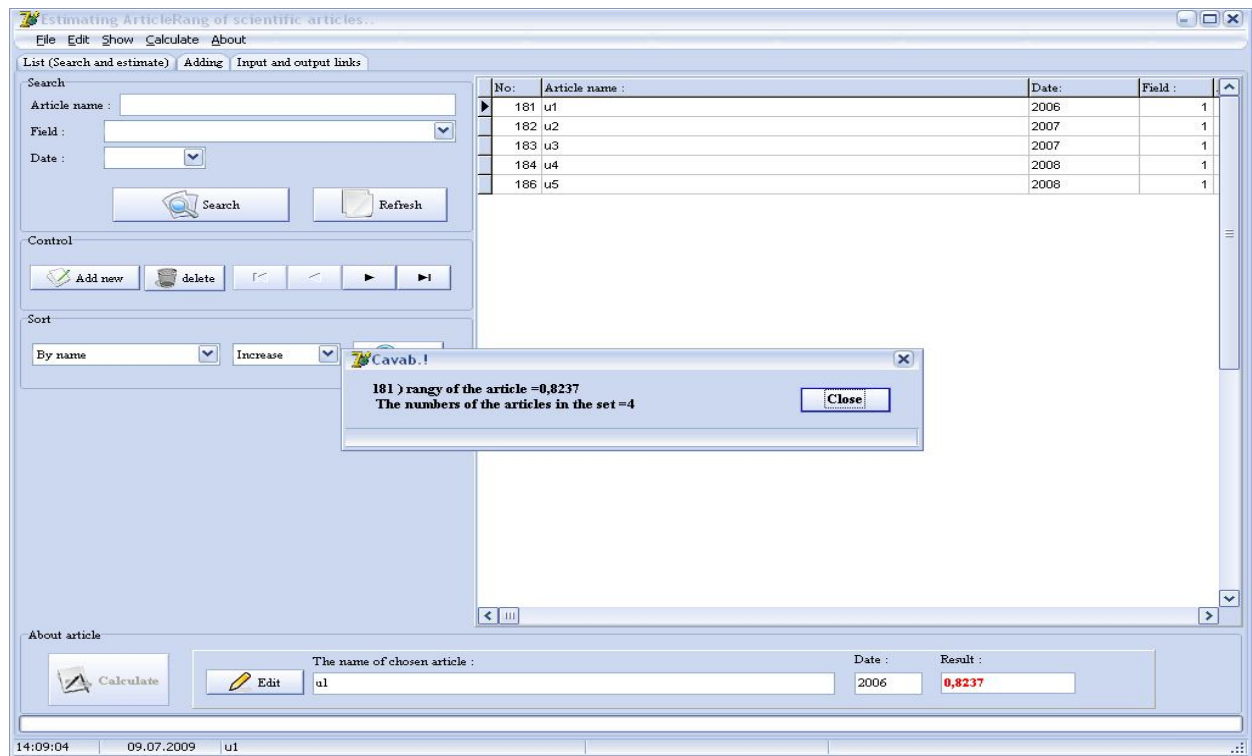 Estimating ArticleRang of scientific articles..
File Edit Show Calculate About
List (Search and estimate) Adding Input and output links
Search
Article name :
Field :
Date :
Search Refresh
Control
Add new delete
Sort
By name Increase
No: Article name : Date: Field :
181 u1 2006 1
182 u2 2007 1
183 u3 2007 1
184 u4 2008 1
186 u5 2008 1
Cavab.!
181 ) rangy of the article =0,8237
The numbers of the articles in the set =4
Close
About article
Calculate
Edit
The name of chosen article : Date : Result :
u1 2006 0,8237
14:09:04 09.07.2009 u1